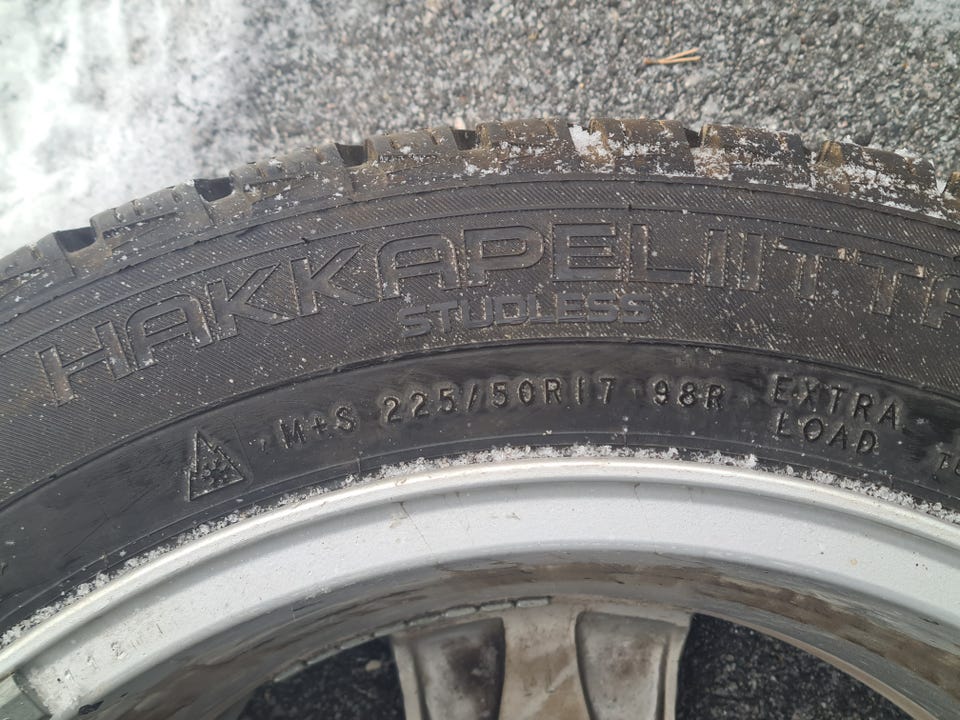 HAKKAPELIITTA
STUDLESS
M+S 225/50R17 98R EXTRA
LOAD